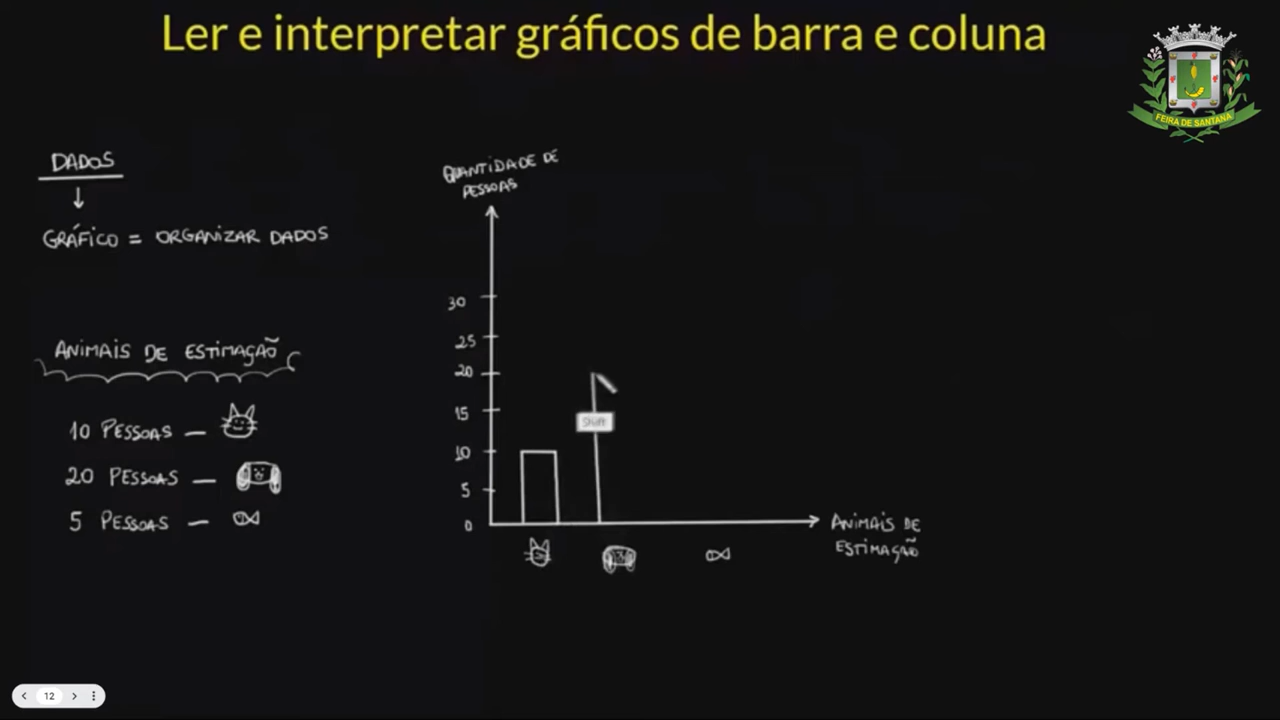 Ler e interpretar gráficos de barra e coluna
FEIRA DE SANTANA
DADOS
GRÁFICO = ORGANIZAR DADOS
ANIMAIS DE ESTIMAÇÃO
10 PESSOAS —
20 PESSOAS —
5 PESSOAS —
QUANTIDADE DE
PESSOAS
30
25
20
15
10
5
0
Shift
ANIMAIS DE
ESTIMAÇÃO
12